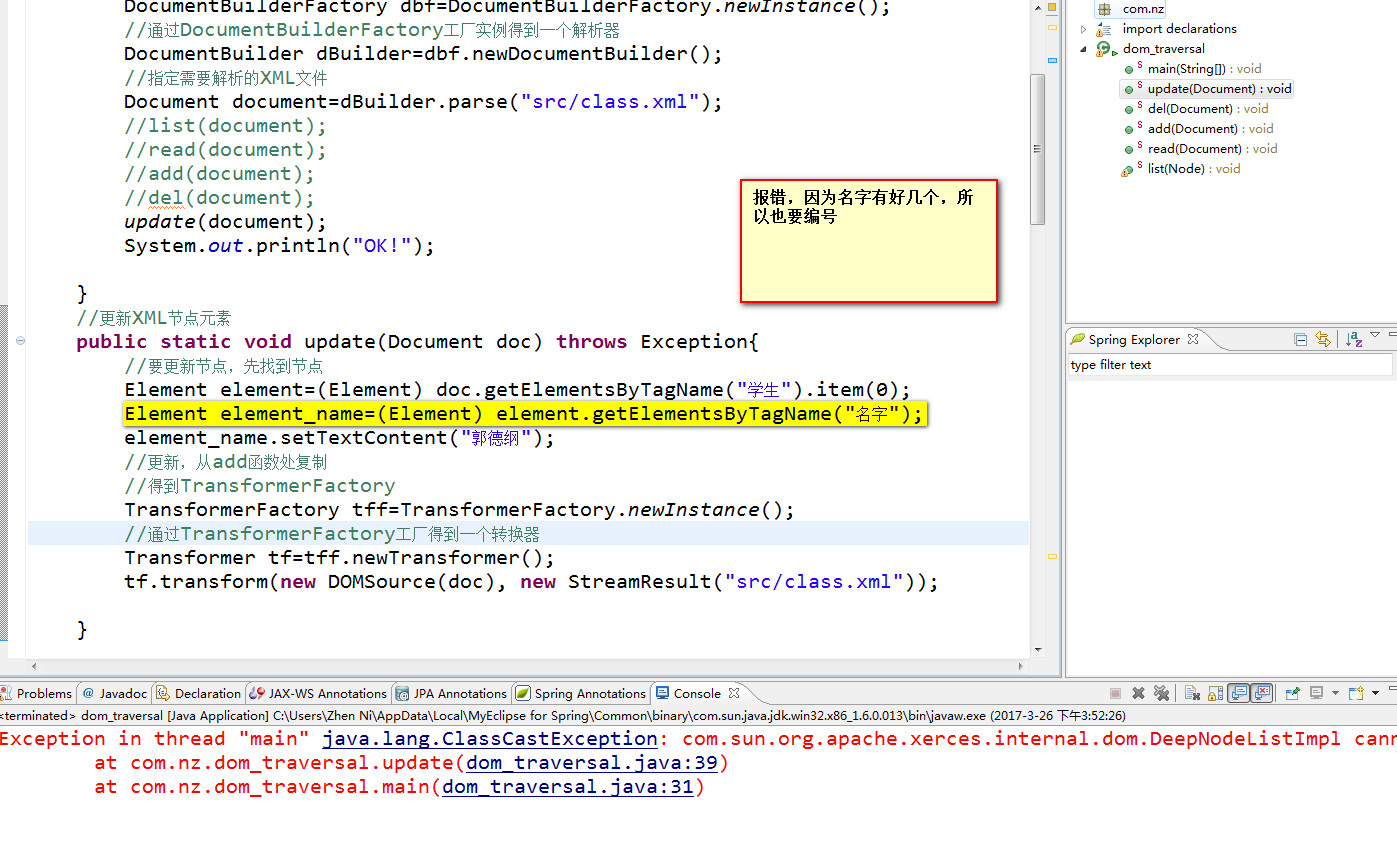 DocumentBuilderFactory dbf=DocumentBuilderFactory.newInstance();
//通过DocumentBuilderFactory工厂实例得到一个解析器
DocumentBuilder dBuilder=dbf.newDocumentBuilder();
//指定需要解析的XML文件
Document document=dBuilder.parse("src/class.xml");
//list(document);
//read(document);
//add(document);
//del(document);
update(document);
System.out.println("OK!");
}
//更新XML节点元素
public static void update(Document doc) throws Exception{
//要更新节点，先找到节点
Element element=(Element) doc.getElementsByTagName("学生").item(0);
Element element_name=(Element) element.getElementsByTagName("名字");
element_name.setTextContent("郭德纲");
//更新，从add函数处复制
//得到TransformerFactory
TransformerFactory tff=TransformerFactory.newInstance();
//通过TransformerFactory工厂得到一个转换器
Transformer tf=tff.newTransformer();
tf.transform(new DOMSource(doc), new StreamResult("src/class.xml"));
}
报错，因为名字有好几个，所
以也要编号
com.nz
import declarations
dom_traversal
main(String[]) : void
update(Document) : void
del(Document) : void
add(Document) : void
read(Document) : void
list(Node) : void
Spring Explorer
type filter text
Problems @ Javadoc Declaration JAX-WS Annotations JPA Annotations Spring Annotations Console
<terminated> dom_traversal [Java Application] C:\Users\Zhen Ni\AppData\Local\MyEclipse for Spring\Common\binary\com.sun.java.jdk.win32.x86_1.6.0.013\bin\javaw.exe (2017-3-26 下午3:52:26)
Exception in thread "main" java.lang.ClassCastException: com.sun.org.apache.xerces.internal.dom.DeepNodeListImpl cann
at com.nz.dom_traversal.update(dom_traversal.java:39)
at com.nz.dom_traversal.main(dom_traversal.java:31)